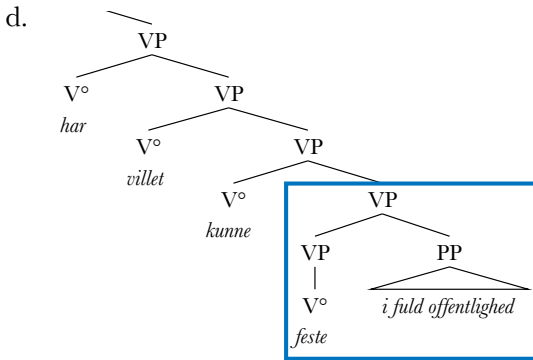 d.
VP
V° VP
har
V° VP
villet
V° VP
kunne
VP PP
V° i fuld offentlighed
feste